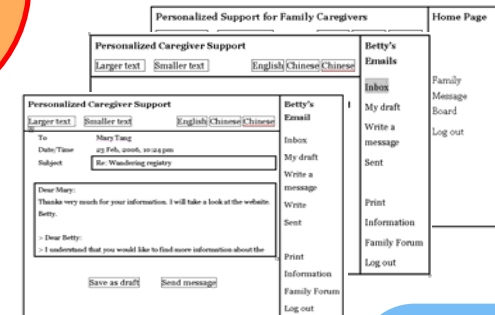 Personalized Support for Family Caregivers
Home Page
Family
Message
Board
Log out
Personalized Caregiver Support
Larger text Smaller text English Chinese Chinese
Betty's
Emails
Inbox
My draft
Write a
message
Sent
Print
Information
Family Forum
Log out
Personalized Caregiver Support
Larger text Smaller text English Chinese Chinese
To Mary Tang
Date/Time 23 Feb, 2006, 10:24 pm
Subject Re: Wandering registry
Dear Mary:
Thanks very much for your information. I will take a look at the website.
Betty.
> Dear Betty:
> I understand that you would like to find more information about the
Save as draft Send message
Betty's
Email
Inbox
My draft
Write a
message
Write
Sent
Print
Information
Family Forum
Log out